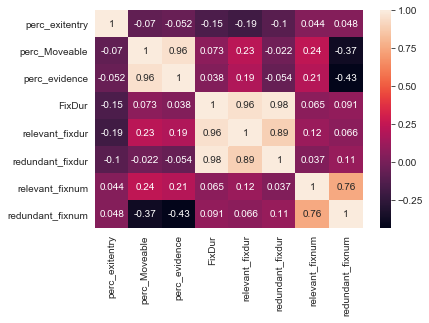 perc_exitentry 1 -0.07 -0.052 -0.15 -0.19 -0.1 0.044 0.048
perc_Moveable -0.07 1 0.96 0.073 0.23 -0.022 0.24 -0.37
perc_evidence -0.052 0.96 1 0.038 0.19 -0.054 0.21 -0.43
FixDur -0.15 0.073 0.038 1 0.96 0.98 0.065 0.091
relevant_fixdur -0.19 0.23 0.19 0.96 1 0.89 0.12 0.066
redundant_fixdur -0.1 -0.022 -0.054 0.98 0.89 1 0.037 0.11
relevant_fixnum 0.044 0.24 0.21 0.065 0.12 0.037 1 0.76
redundant_fixnum 0.048 -0.37 -0.43 0.091 0.066 0.11 0.76 1
perc_exitentry
perc_Moveable
perc_evidence
FixDur
relevant_fixdur
redundant_fixdur
relevant_fixnum
redundant_fixnum
1.00
0.75
0.50
0.25
0.00
-0.25